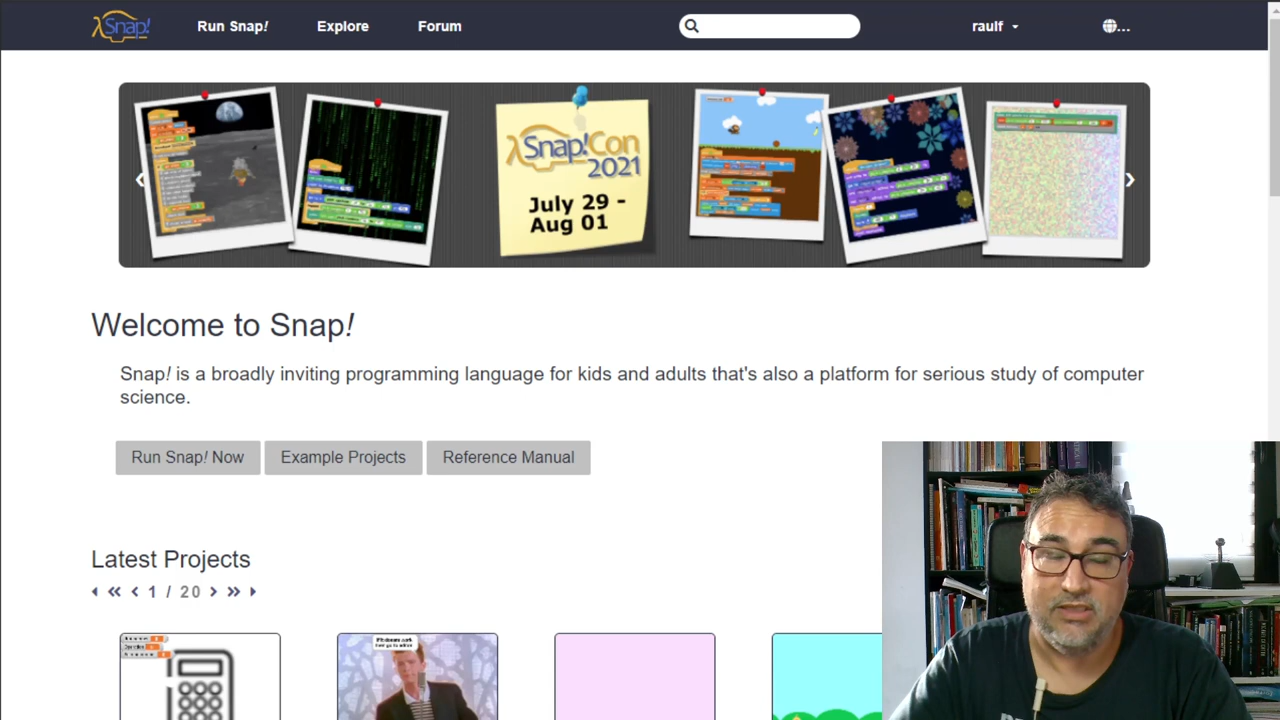 Snap!
Run Snap!
Explore
Forum
raulf
...
Snap!Con
2021
July 29 -
Aug 01
Welcome to Snap!
Snap! is a broadly inviting programming language for kids and adults that's also a platform for serious study of computer
science.
Run Snap! Now
Example Projects
Reference Manual
Latest Projects
1 / 20